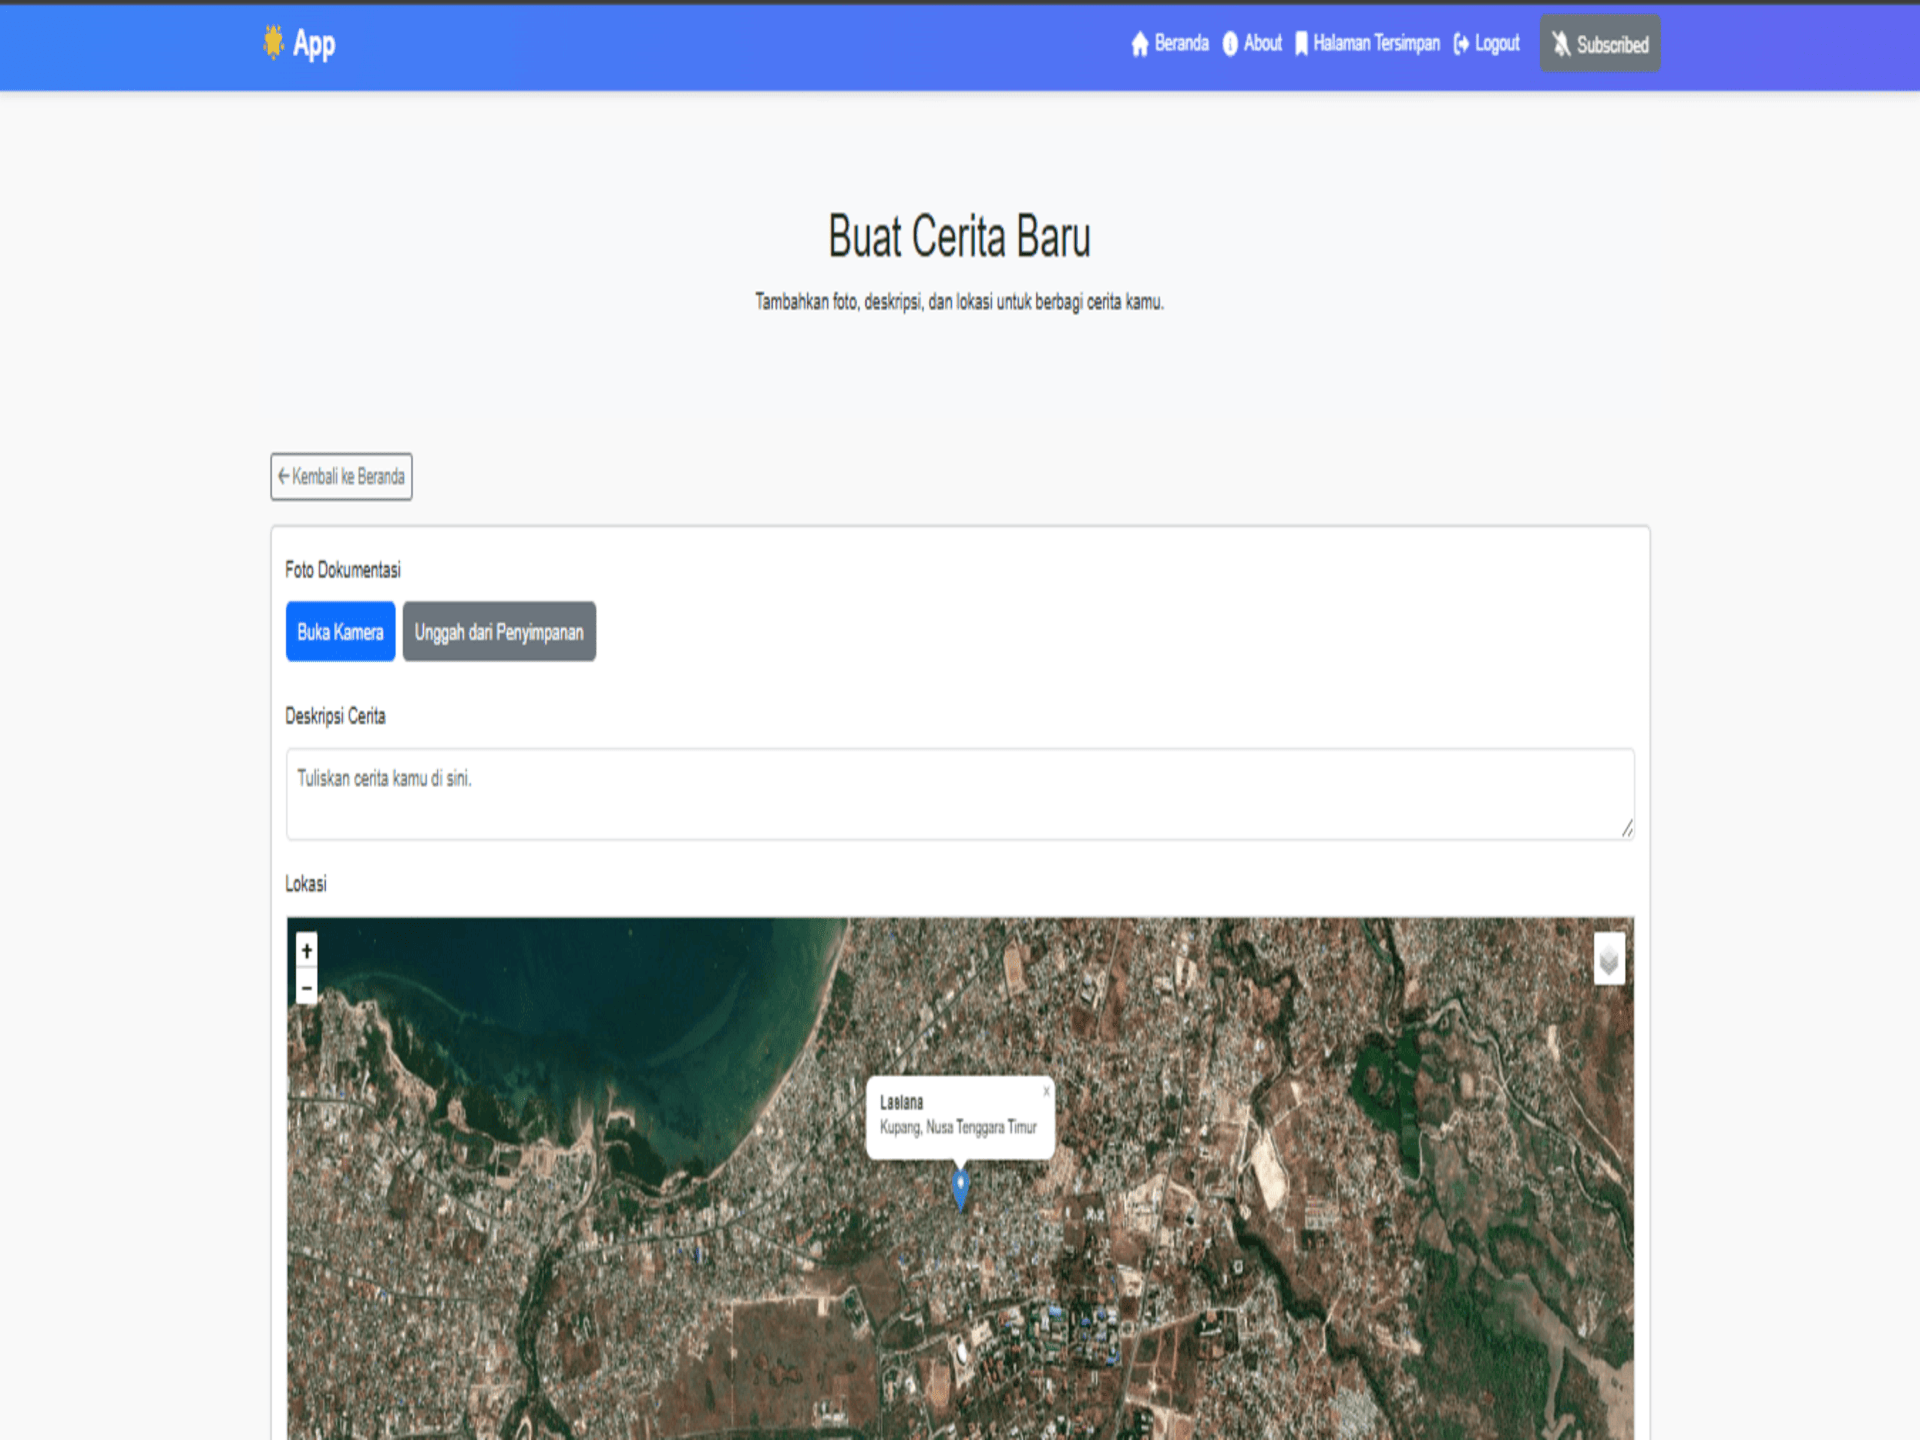 App
Beranda About Halaman Tersimpan Logout Subscribed
Buat Cerita Baru
Tambahkan foto, deskripsi, dan lokasi untuk berbagi cerita kamu.
Kembali ke Beranda
Foto Dokumentasi
Buka Kamera Unggah dari Penyimpanan
Deskripsi Cerita
Tuliskan cerita kamu di sini.
Lokasi
+
−
Lasiana
×
Kupang, Nusa Tenggara Timur